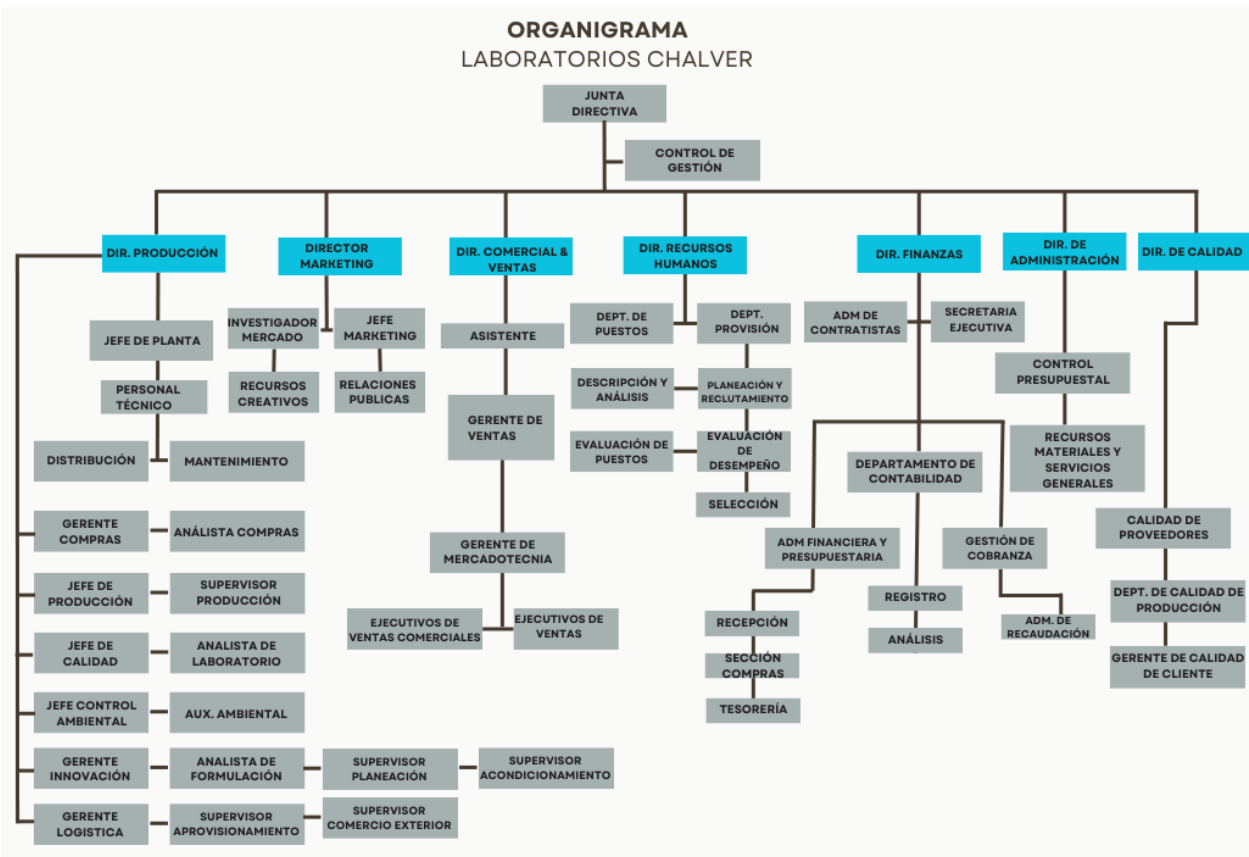 ORGANIGRAMA
LABORATORIOS CHALVER
JUNTA
DIRECTIVA
CONTROL DE
GESTIÓN
DIR. PRODUCCIÓN
DIRECTOR
MARKETING
DIR. COMERCIAL &
VENTAS
DIR. RECURSOS
HUMANOS
DIR. FINANZAS
DIR. DE
ADMINISTRACIÓN
DIR. DE CALIDAD
JEFE DE PLANTA
INVESTIGADOR
MERCADO
JEFE
MARKETING
ASISTENTE
DEPT. DE
PUESTOS
DEPT.
PROVISIÓN
ADM DE
CONTRATISTAS
SECRETARIA
EJECUTIVA
PERSONAL
TÉCNICO
RECURSOS
CREATIVOS
RELACIONES
PUBLICAS
GERENTE DE
VENTAS
DESCRIPCIÓN Y
ANÁLISIS
PLANEACIÓN Y
RECLUTAMIENTO
CONTROL
PRESUPUESTAL
DISTRIBUCIÓN
MANTENIMIENTO
EVALUACIÓN DE
PUESTOS
EVALUACIÓN
DE
DESEMPEÑO
SELECCIÓN
DEPARTAMENTO DE
CONTABILIDAD
RECURSOS
MATERIALES Y
SERVICIOS
GENERALES
GERENTE
COMPRAS
ANÁLISTA COMPRAS
GERENTE DE
MERCADOTECNIA
ADM FINANCIERA Y
PRESUPUESTARIA
GESTIÓN DE
COBRANZA
CALIDAD DE
PROVEEDORES
JEFE DE
PRODUCCIÓN
SUPERVISOR
PRODUCCIÓN
EJECUTIVOS DE
VENTAS COMERCIALES
EJECUTIVOS DE
VENTAS
RECEPCIÓN
REGISTRO
ADM. DE
RECAUDACIÓN
DEPT. DE CALIDAD DE
PRODUCCIÓN
JEFE DE
CALIDAD
ANALISTA DE
LABORATORIO
SECCIÓN
COMPRAS
ANÁLISIS
GERENTE DE CALIDAD
DE CLIENTE
JEFE CONTROL
AMBIENTAL
AUX. AMBIENTAL
TESORERÍA
GERENTE
INNOVACIÓN
ANALISTA DE
FORMULACIÓN
SUPERVISOR
PLANEACIÓN
SUPERVISOR
ACONDICIONAMIENTO
GERENTE
LOGISTICA
SUPERVISOR
APROVISIONAMIENTO
SUPERVISOR
COMERCIO EXTERIOR